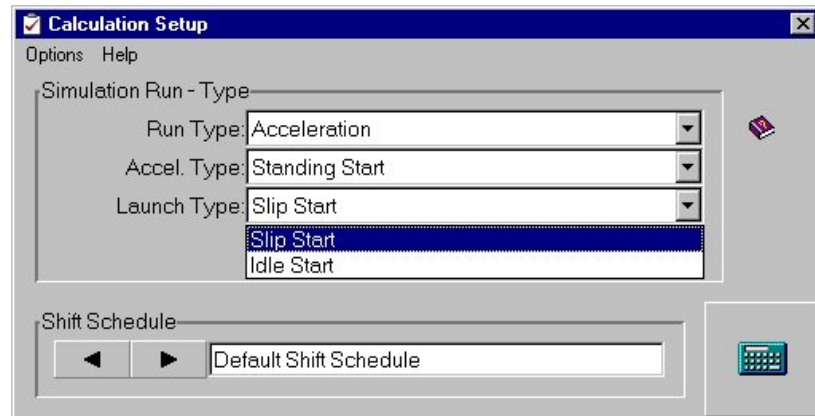 Calculation Setup
Options Help
Simulation Run - Type
Run Type: Acceleration
Accel. Type: Standing Start
Launch Type: Slip Start
Slip Start
Idle Start
Shift Schedule
Default Shift Schedule